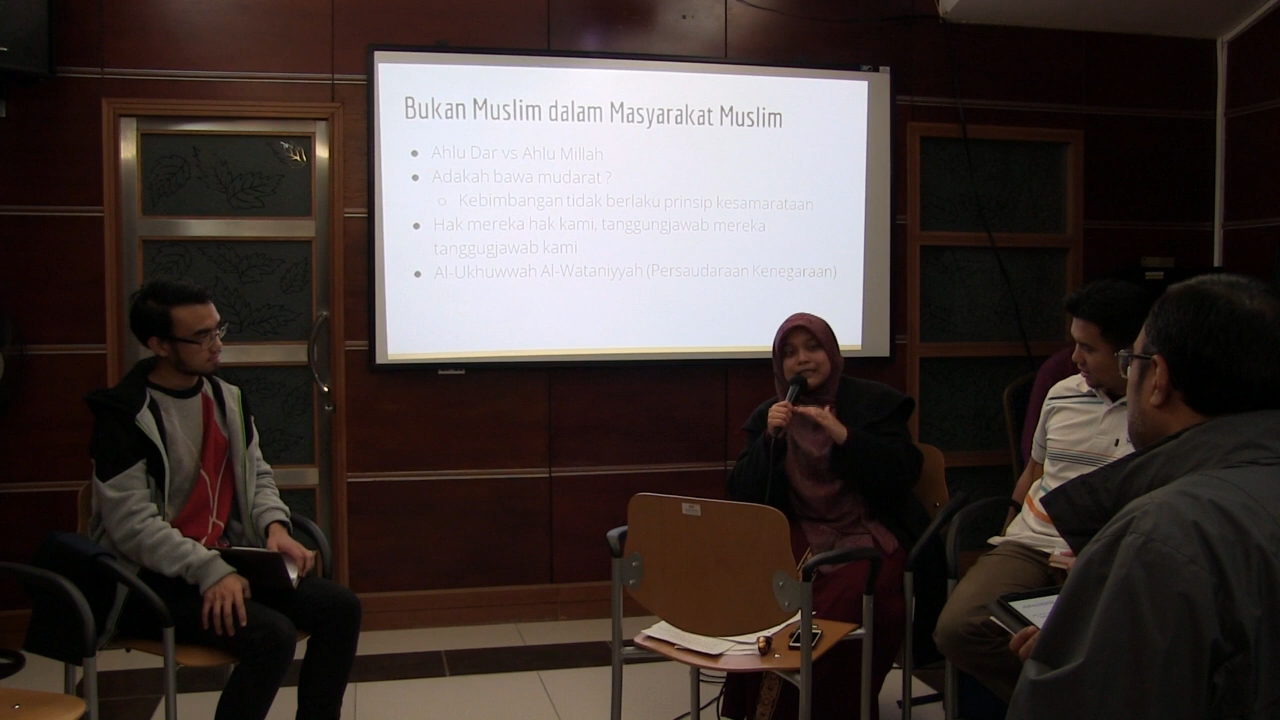 Bukan Muslim dalam Masyarakat Muslim
Ahlu Dar vs Ahlu Millah
Adakah bawa mudarat ?
Kebimbangan tidak berlaku prinsip kesamarataan
Hak mereka hak kami, tanggungjawab mereka
tanggugjawab kami
Al-Ukhuwwah Al-Wataniyyah (Persaudaraan Kenegaraan)